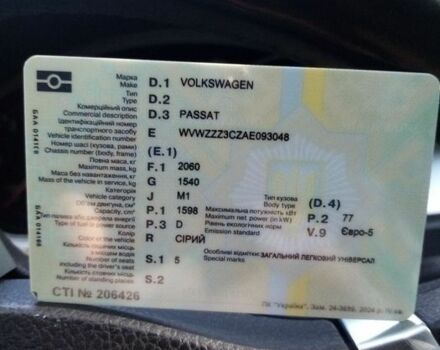 Марка
Make D.1 VOLKSWAGEN
Тип
Type D.2
Комерційний опис
Commercial description D.3 PASSAT
Ідентифікаційний номер
транспортного засобу
Vehicle identification number E WVWZZZ3CZAE093048
Номер шасі (кузова, рами)
Chassis number (body, frame) (E.1)
Повна маса, кг
Maximum mass, kg F.1 2060
Маса без навантаження, кг
Mass of the vehicle in service, kg G 1540
Категорія
Vehicle category J M1
Тип кузова
Body type (D.4)
Об'єм двигуна, см³
Capacity, cm³ P.1 1598
Максимальна потужність кВт
Maximum net power (in kW) P.2 77
Тип палива або джерела енергії
Type of fuel or power source P.3 D
Рівень екологічних норм
Emission standard V.9 Євро-5
Колір
Color R СІРИЙ
Кількість сидячих місць
з місцем водія
Number of seats
including the driver's seat S.1 5
Особливі відмітки
Special marks ЗАГАЛЬНИЙ ЛЕГКОВИЙ УНІВЕРСАЛ
Кількість стоячих місць
Number of standing places S.2
СТІ № 206426